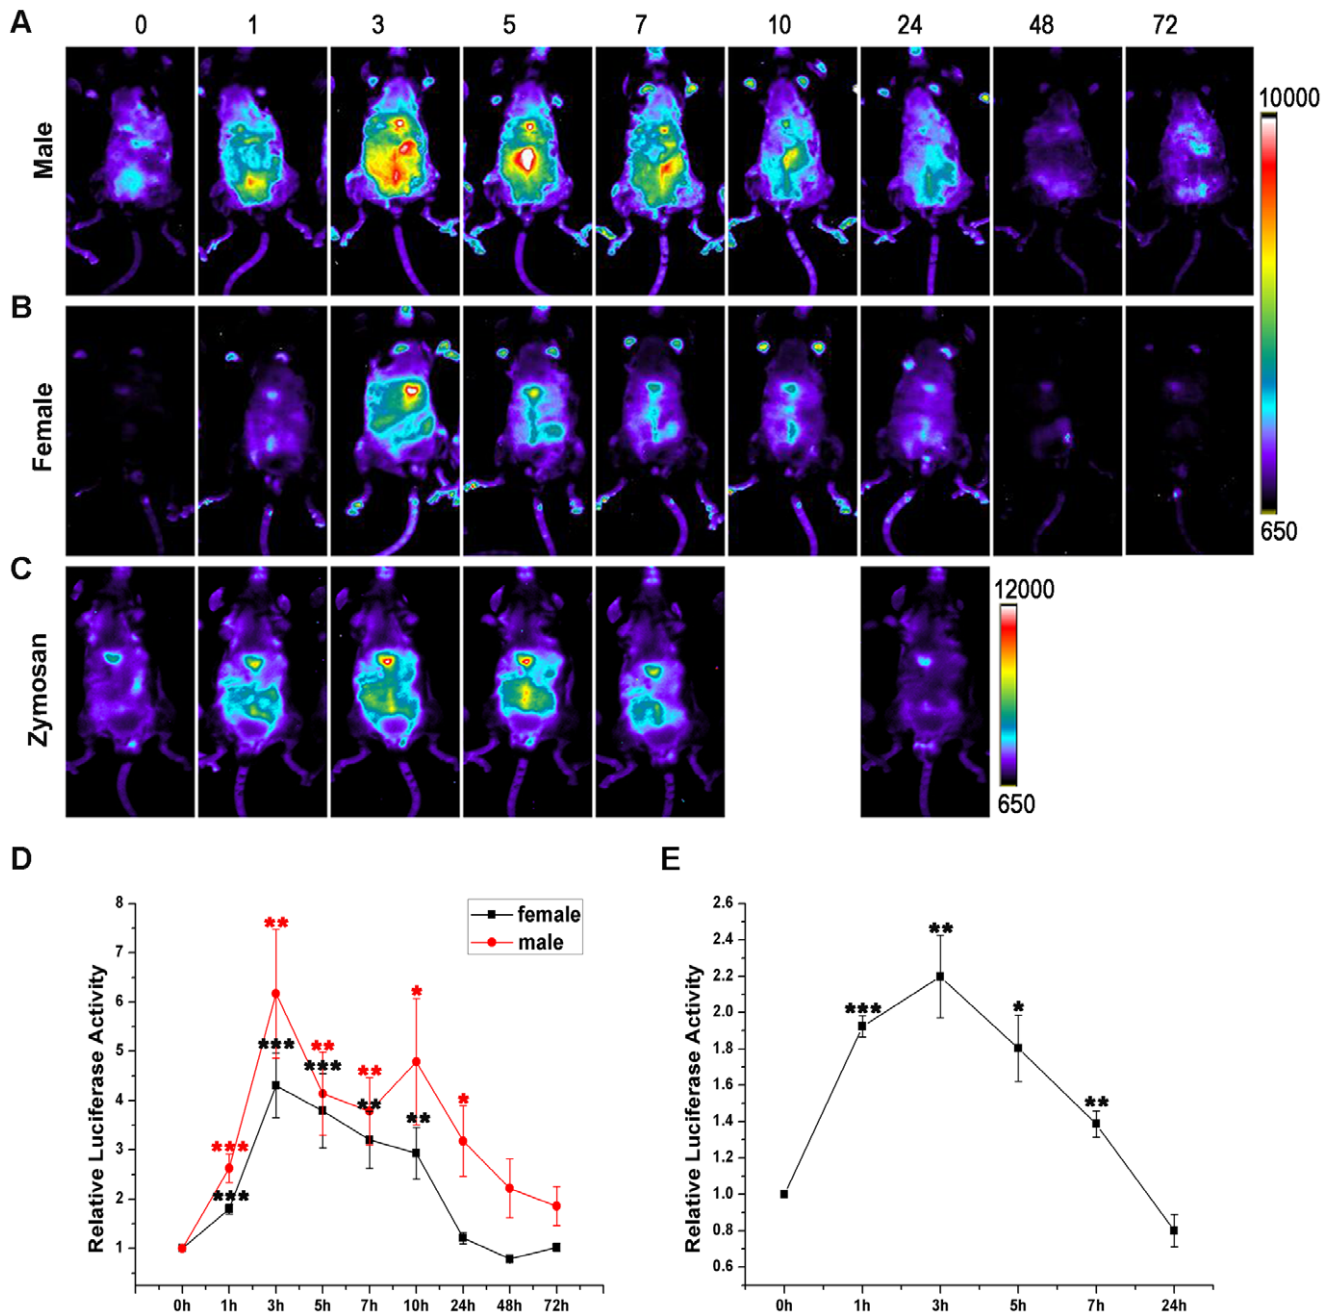 A
0 1 3 5 7 10 24 48 72
Male
10000
B
Female
650
C
Zymosan
12000
650
D
E
Relative Luciferase Activity
8
7
6
5
4
3
2
1
female
male
** 
*
***
**
***
**
**
*
**
***
***
0h 1h 3h 5h 7h 10h 24h 48h 72h
Relative Luciferase Activity
2.6
2.4
2.2
2.0
1.8
1.6
1.4
1.2
1.0
0.8
0.6
**
***
*
**
0h 1h 3h 5h 7h 24h